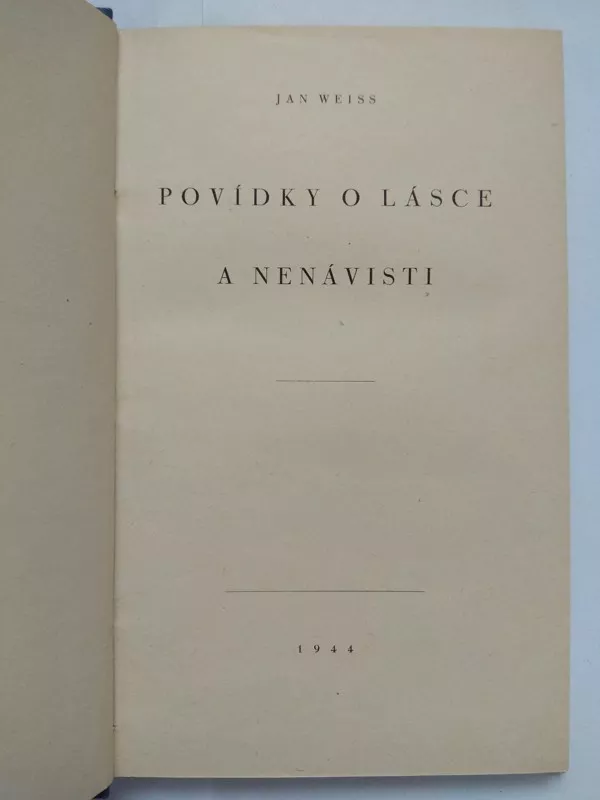 JAN WEISS
POVÍDKY O LÁSCE
A NENÁVISTI
1944